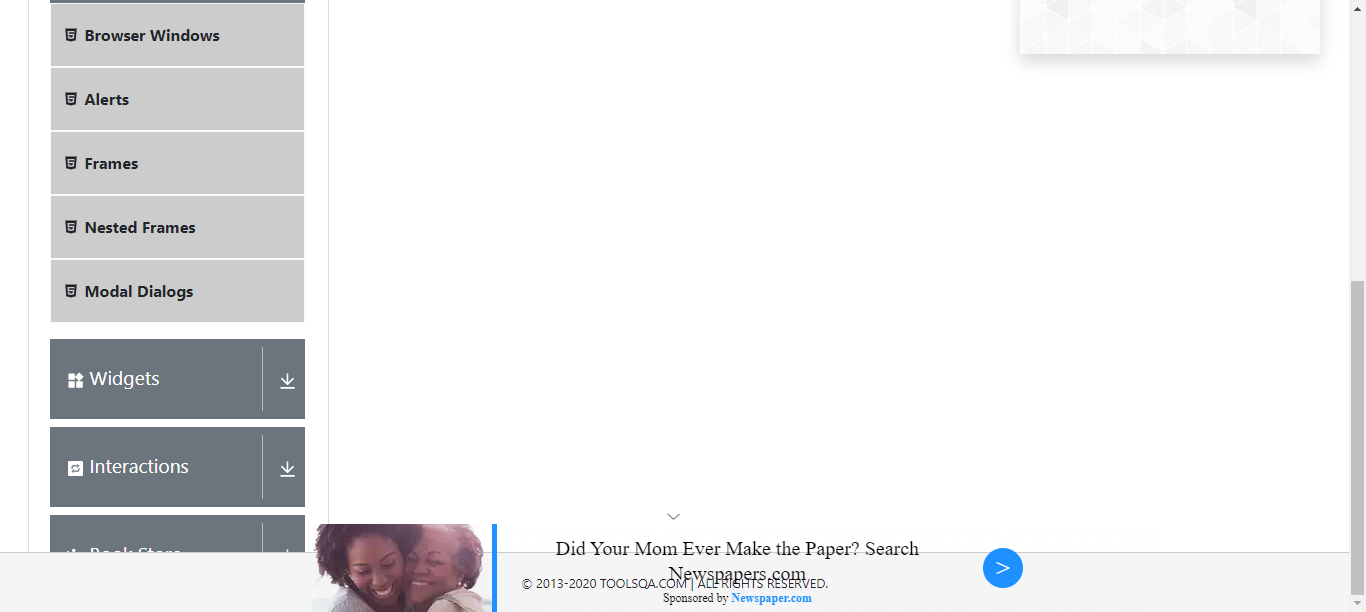 Browser Windows
Alerts
Frames
Nested Frames
Modal Dialogs
Widgets
Interactions
Book Store
Did Your Mom Ever Make the Paper? Search
Newspapers.com
© 2013-2020 TOOLSQA.COM | ALL RIGHTS RESERVED.
Sponsored by Newspaper.com
>